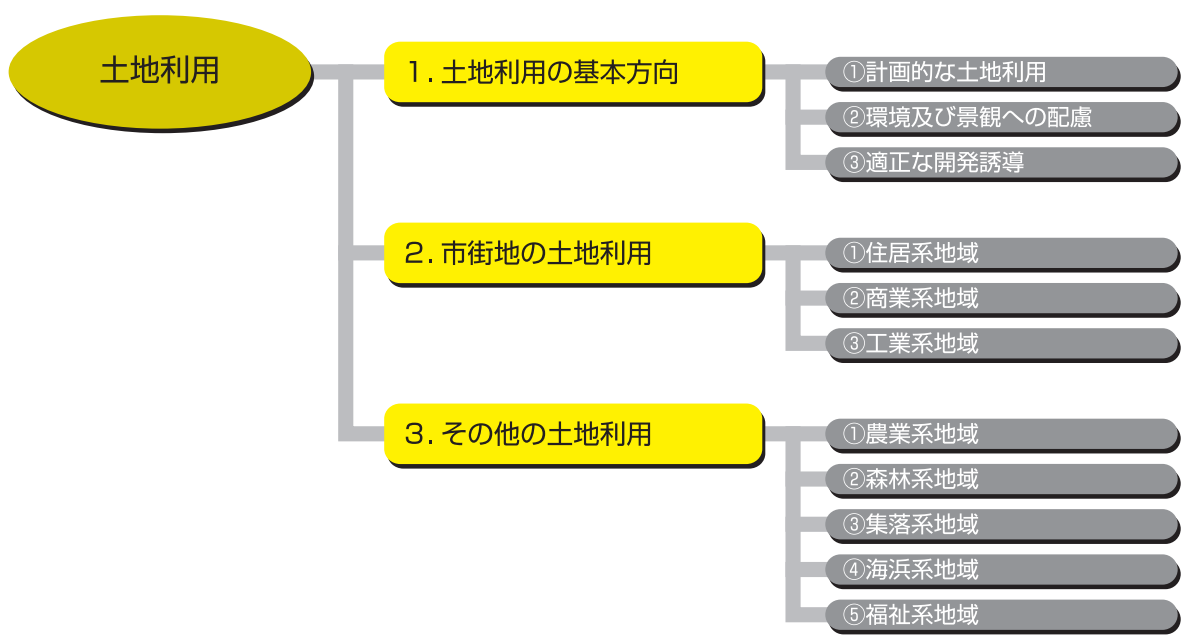 土地利用
1. 土地利用の基本方向
①計画的な土地利用
②環境及び景観への配慮
③適正な開発誘導
2. 市街地の土地利用
①住居系地域
②商業系地域
③工業系地域
3. その他の土地利用
①農業系地域
②森林系地域
③集落系地域
④海浜系地域
⑤福祉系地域